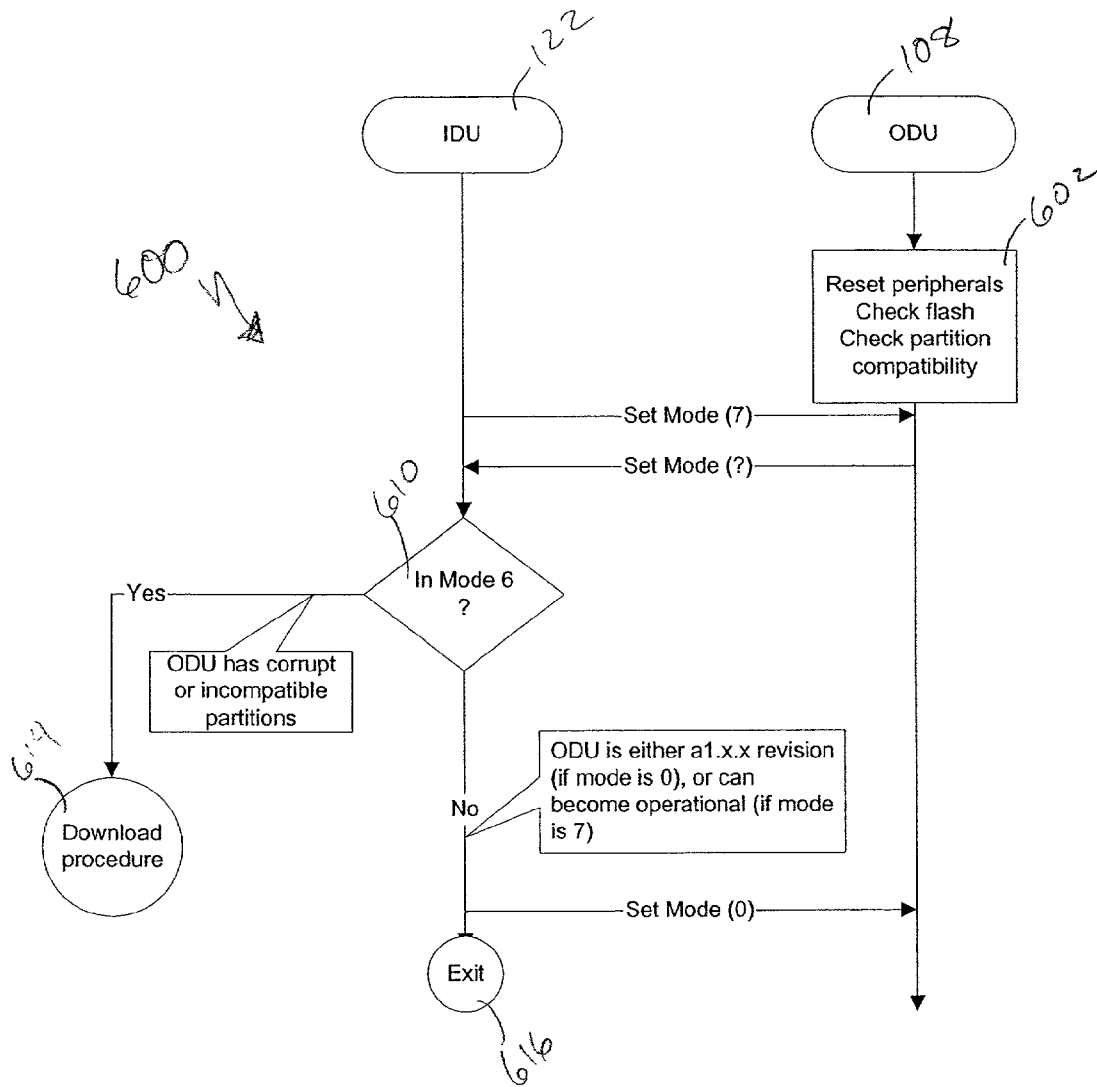 122
108
IDU
ODU
602
600
Reset peripherals
Check flash
Check partition
compatibility
Set Mode (7)
Set Mode (?)
610
In Mode 6
?
Yes
ODU has corrupt
or incompatible
partitions
614
ODU is either a1.x.x revision
(if mode is 0), or can
become operational (if mode
is 7)
No
Download
procedure
Set Mode (0)
Exit
616